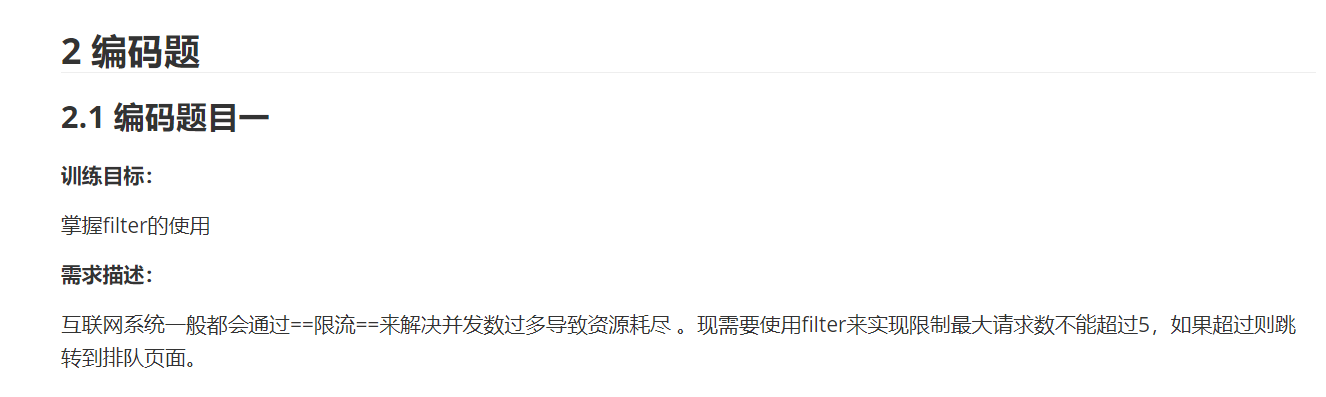 2 编码题
2.1 编码题目一
训练目标：
掌握filter的使用
需求描述：
互联网系统一般都会通过==限流==来解决并发数过多导致资源耗尽 。现需要使用filter来实现限制最大请求数不能超过5，如果超过则跳
转到排队页面。